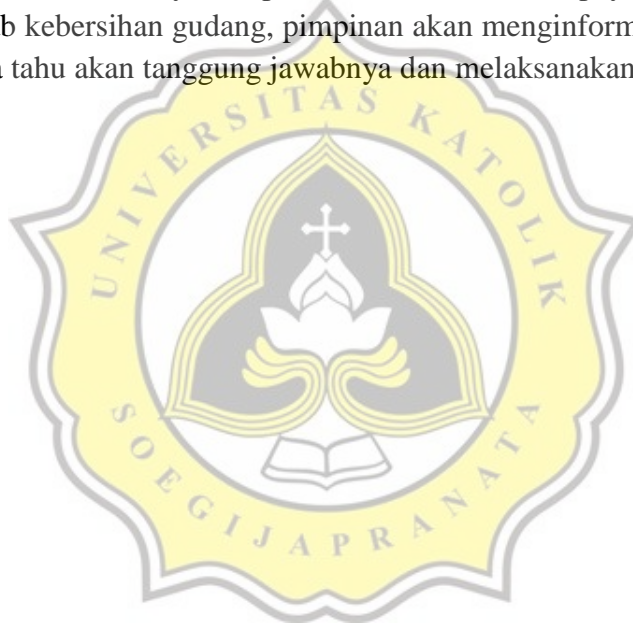 b kebersihan gudang, pimpinan akan menginform
tahu akan tanggung jawabnya dan melaksanakan
UNIVERSITAS KATOLIK
SOEGIJAPRANATA